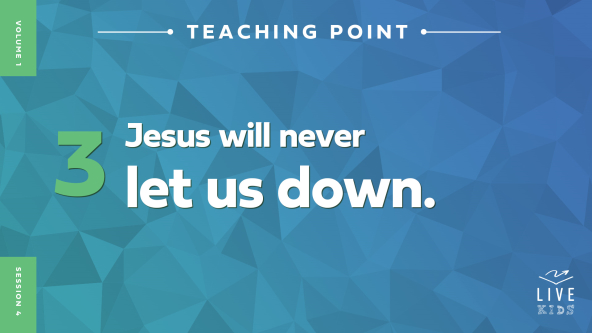 VOLUME 1
TEACHING POINT
3
Jesus will never
let us down.
SESSION 4
LIVE
KIDS